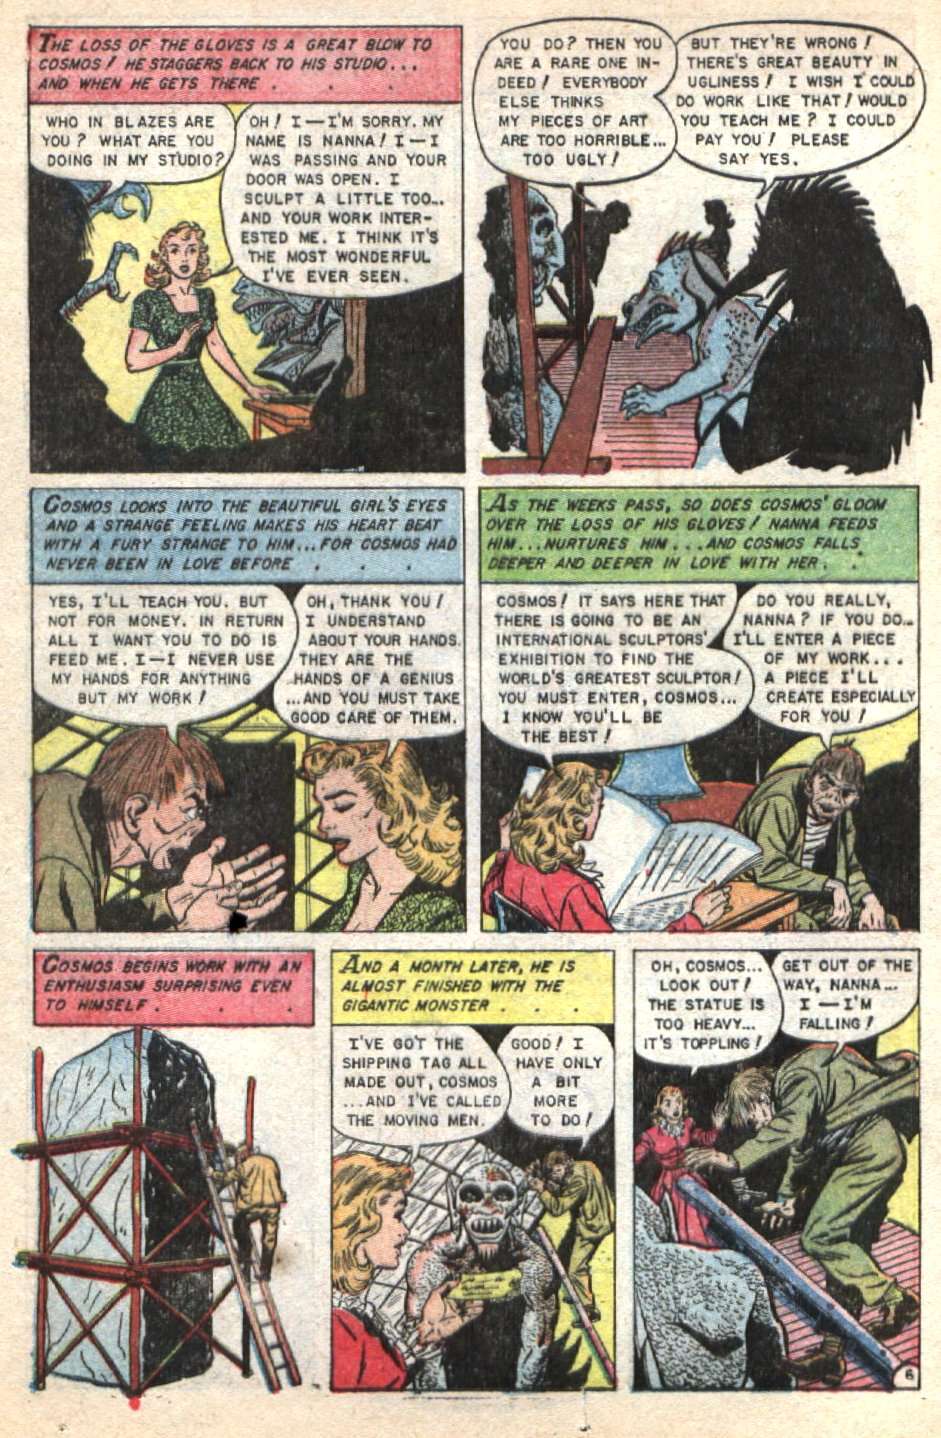 THE LOSS OF THE GLOVES IS A GREAT BLOW TO
COSMOS! HE STAGGERS BACK TO HIS STUDIO...
AND WHEN HE GETS THERE . . .
WHO IN BLAZES ARE
YOU? WHAT ARE YOU
DOING IN MY STUDIO?
OH! I—I'M SORRY. MY
NAME IS NANNA! I—I
WAS PASSING AND YOUR
DOOR WAS OPEN. I
SCULPT A LITTLE TOO...
AND YOUR WORK INTER-
ESTED ME. I THINK IT'S
THE MOST WONDERFUL
I'VE EVER SEEN.
YOU DO? THEN YOU
ARE A RARE ONE IN-
DEED! EVERYBODY
ELSE THINKS
MY PIECES OF ART
ARE TOO HORRIBLE...
TOO UGLY!
BUT THEY'RE WRONG!
THERE'S GREAT BEAUTY IN
UGLINESS! I WISH I COULD
DO WORK LIKE THAT! WOULD
YOU TEACH ME? I COULD
PAY YOU! PLEASE
SAY YES.
COSMOS LOOKS INTO THE BEAUTIFUL GIRL'S EYES
AND A STRANGE FEELING MAKES HIS HEART BEAT
WITH A FURY STRANGE TO HIM...FOR COSMOS HAD
NEVER BEEN IN LOVE BEFORE . . .
YES, I'LL TEACH YOU. BUT
NOT FOR MONEY. IN RETURN
ALL I WANT YOU TO DO IS
FEED ME. I—I NEVER USE
MY HANDS FOR ANYTHING
BUT MY WORK!
OH, THANK YOU!
I UNDERSTAND
ABOUT YOUR HANDS.
THEY ARE THE
HANDS OF A GENIUS
...AND YOU MUST TAKE
GOOD CARE OF THEM.
AS THE WEEKS PASS, SO DOES COSMOS' GLOOM
OVER THE LOSS OF HIS GLOVES! NANNA FEEDS
HIM...NURTURES HIM...AND COSMOS FALLS
DEEPER AND DEEPER IN LOVE WITH HER. .
COSMOS! IT SAYS HERE THAT
THERE IS GOING TO BE AN
INTERNATIONAL SCULPTORS'
EXHIBITION TO FIND THE
WORLD'S GREATEST SCULPTOR!
YOU MUST ENTER, COSMOS...
I KNOW YOU'LL BE
THE BEST!
DO YOU REALLY,
NANNA? IF YOU DO...
I'LL ENTER A PIECE
OF MY WORK...
A PIECE I'LL
CREATE ESPECIALLY
FOR YOU!
COSMOS BEGINS WORK WITH AN
ENTHUSIASM SURPRISING EVEN
TO HIMSELF . . .
AND A MONTH LATER, HE IS
ALMOST FINISHED WITH THE
GIGANTIC MONSTER . . .
I'VE GOT THE
SHIPPING TAG ALL
MADE OUT, COSMOS
...AND I'VE CALLED
THE MOVING MEN.
GOOD! I
HAVE ONLY
A BIT
MORE
TO DO!
OH, COSMOS...
LOOK OUT!
THE STATUE IS
TOO HEAVY...
IT'S TOPPLING!
GET OUT OF THE
WAY, NANNA...
I—I'M
FALLING!
6